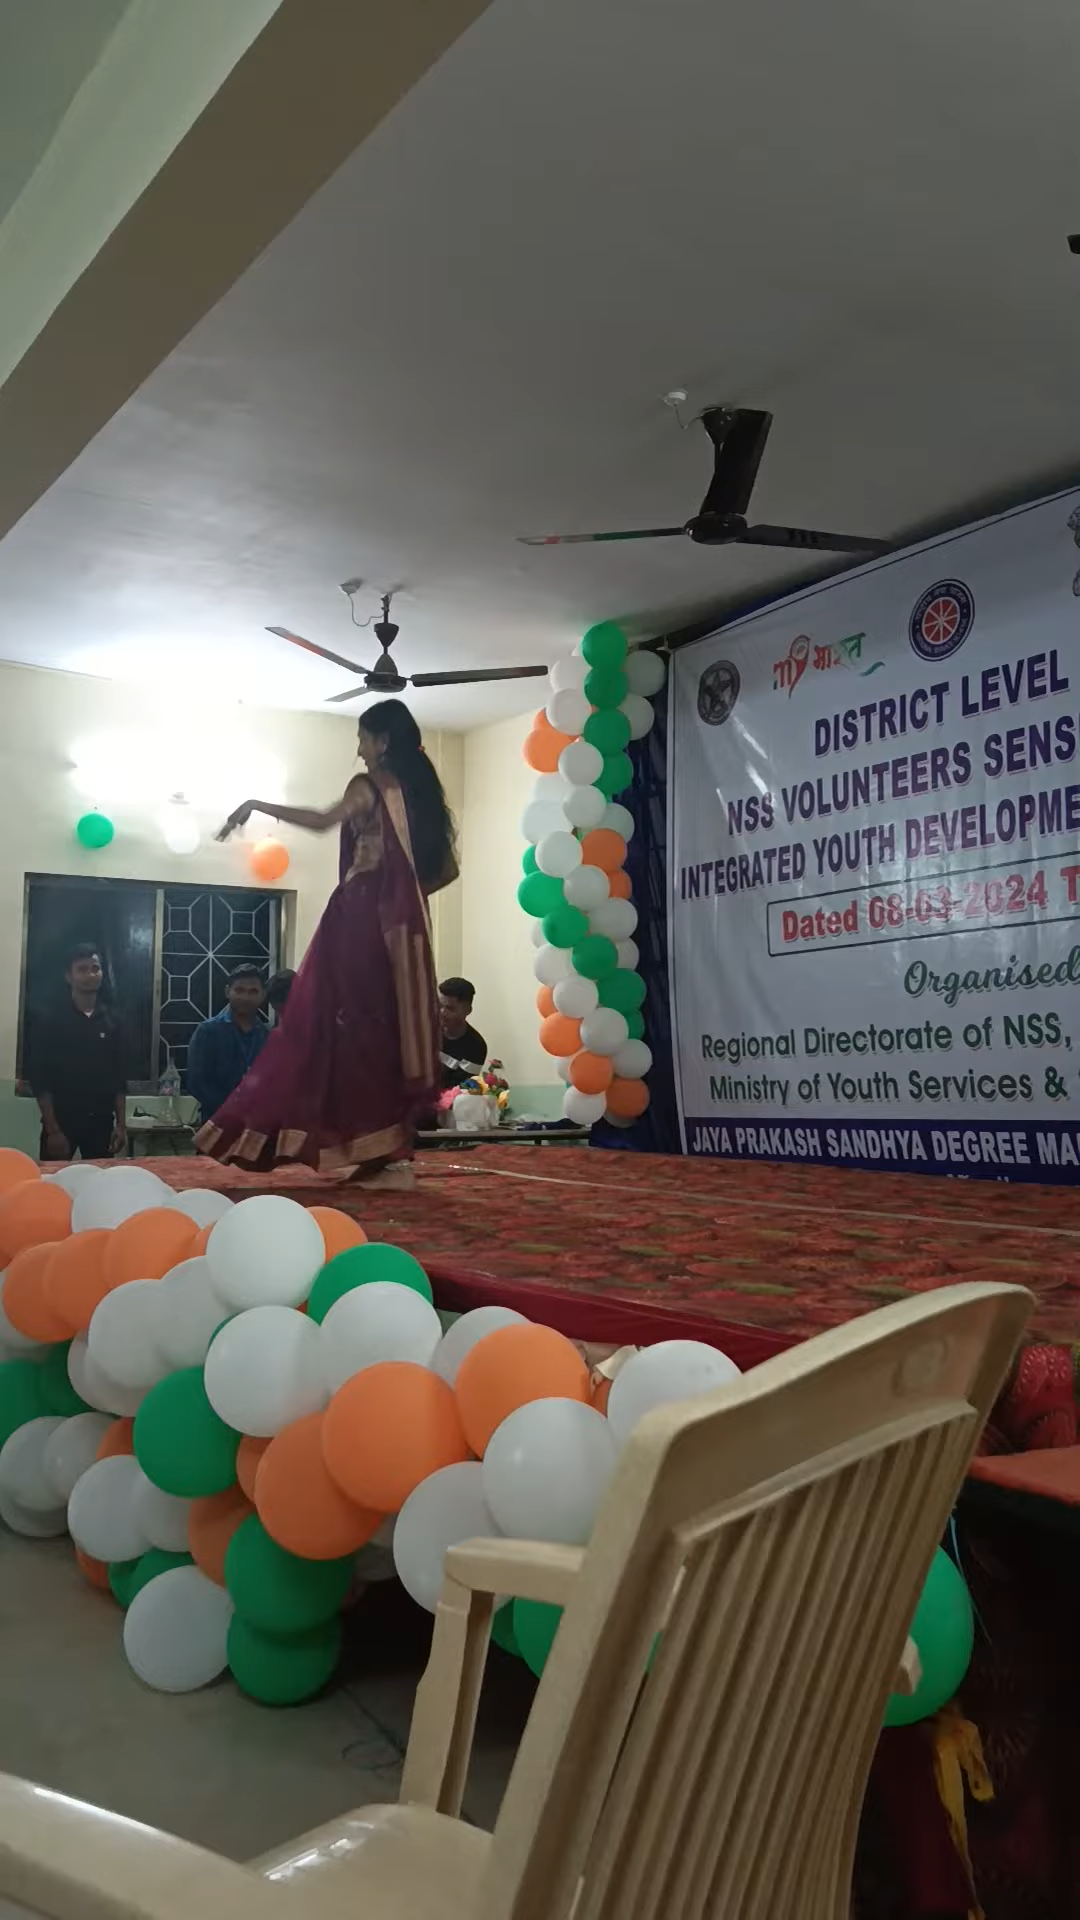 my भारत
DISTRICT LEVEL
NSS VOLUNTEERS SENS
INTEGRATED YOUTH DEVELOPME
Dated 08-03-2024 T
Organised
Regional Directorate of NSS,
Ministry of Youth Services &
JAYA PRAKASH SANDHYA DEGREE MA